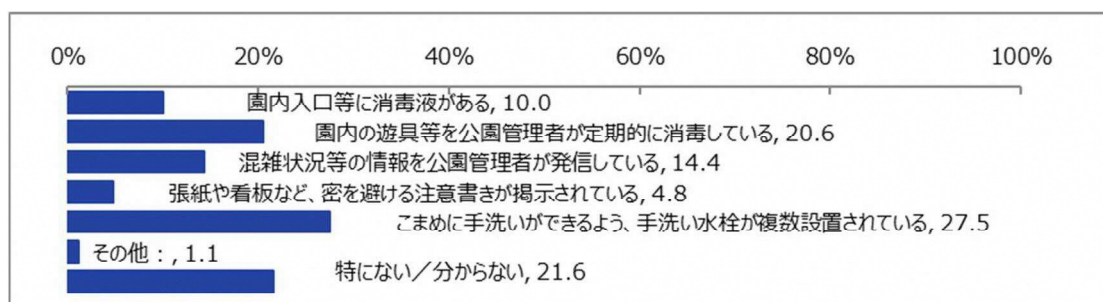 0% 20% 40% 60% 80% 100%
園内入口等に消毒液がある, 10.0
園内の遊具等を公園管理者が定期的に消毒している, 20.6
混雑状況等の情報を公園管理者が発信している, 14.4
張紙や看板など、密を避ける注意書きが掲示されている, 4.8
こまめに手洗いができるよう、手洗い水栓が複数設置されている, 27.5
その他：, 1.1
特にない／分からない, 21.6